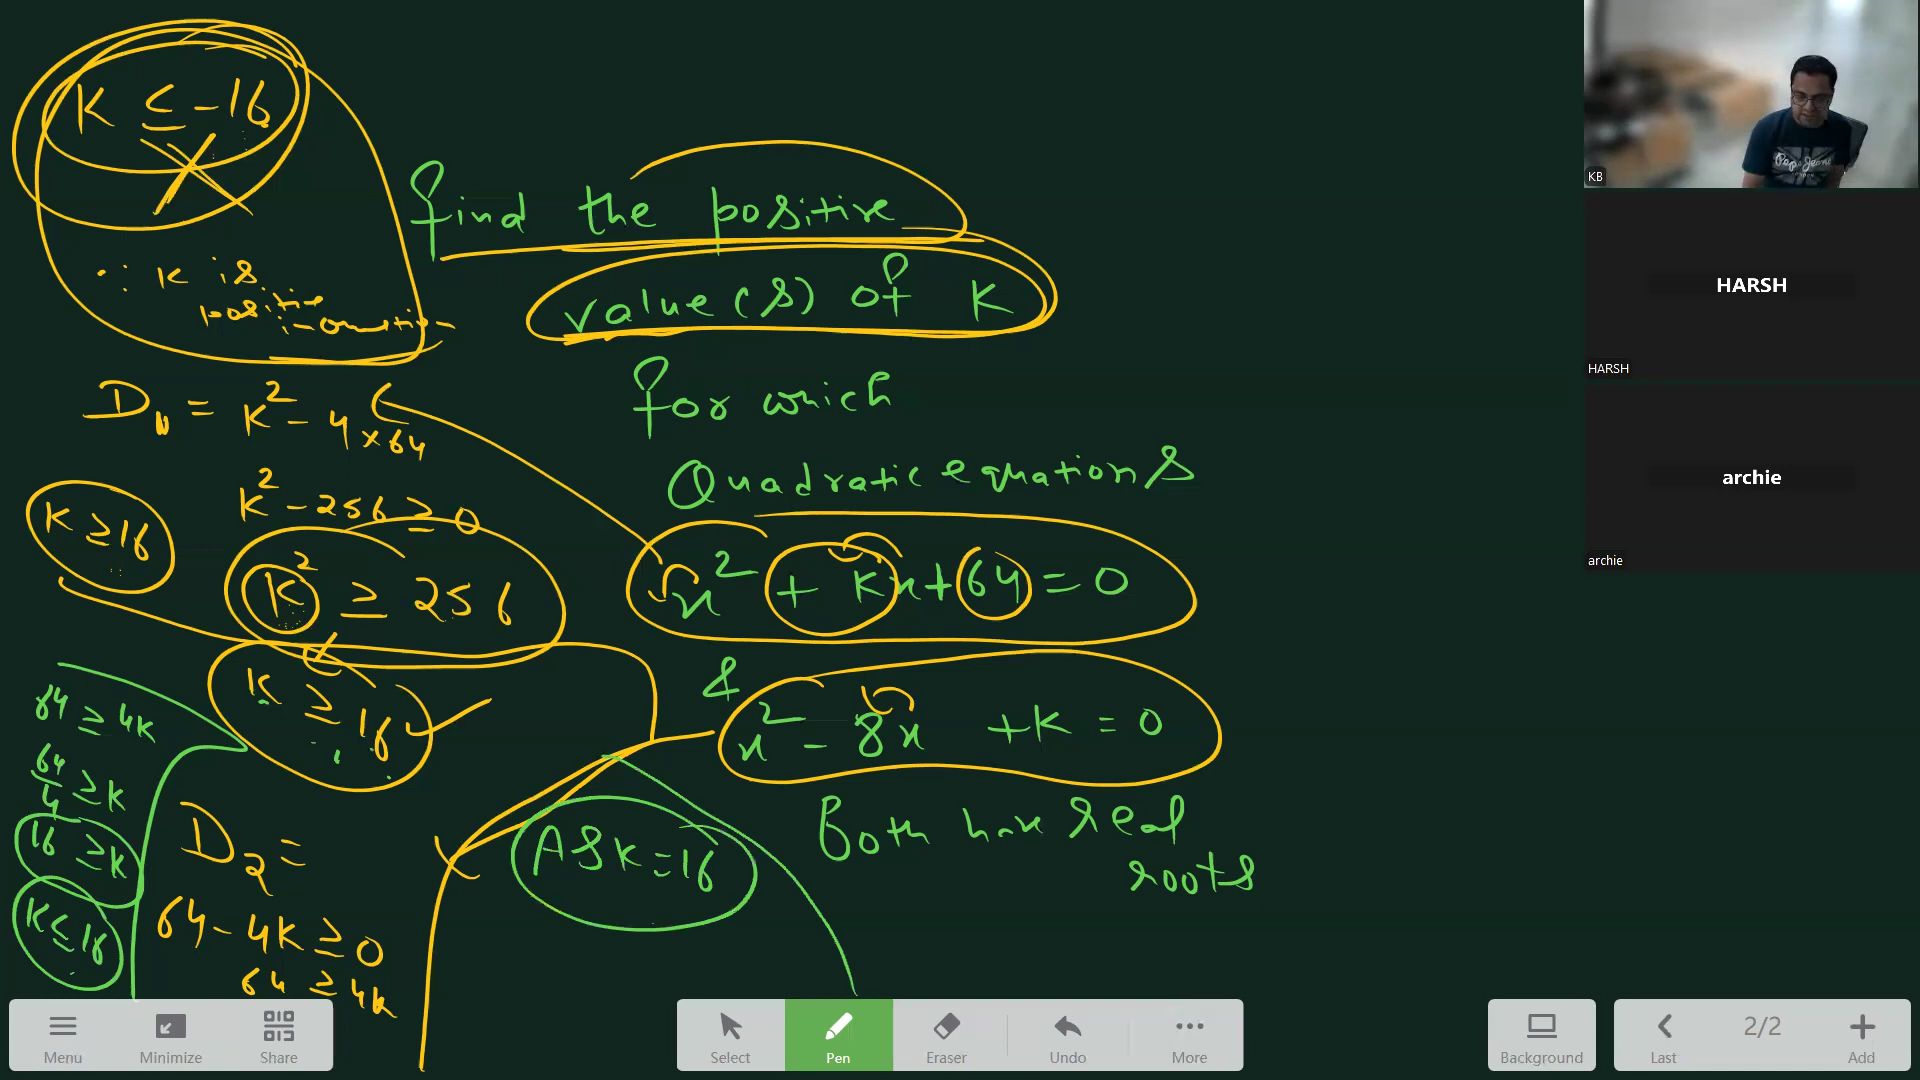 K ≤ -16
∵ K is
positive
find the positive
value(s) of K
for which
Quadratic equations
x² + Kx + 64 = 0
&
x² - 8x + K = 0
Both have real
roots
D₁ = K² - 4 × 64
K² - 256 ≥ 0
K ≥ 16
K² ≥ 256
K ≥ 16
64 ≥ 4K
64/4 ≥ K
16 ≥ K
K ≤ 16
D₂ =
64 - 4K ≥ 0
64 ≥ 4K
K = 16
KB
HARSH
HARSH
archie
archie
Menu
Minimize
Share
Select
Pen
Eraser
Undo
More
Background
Last
2/2
Add